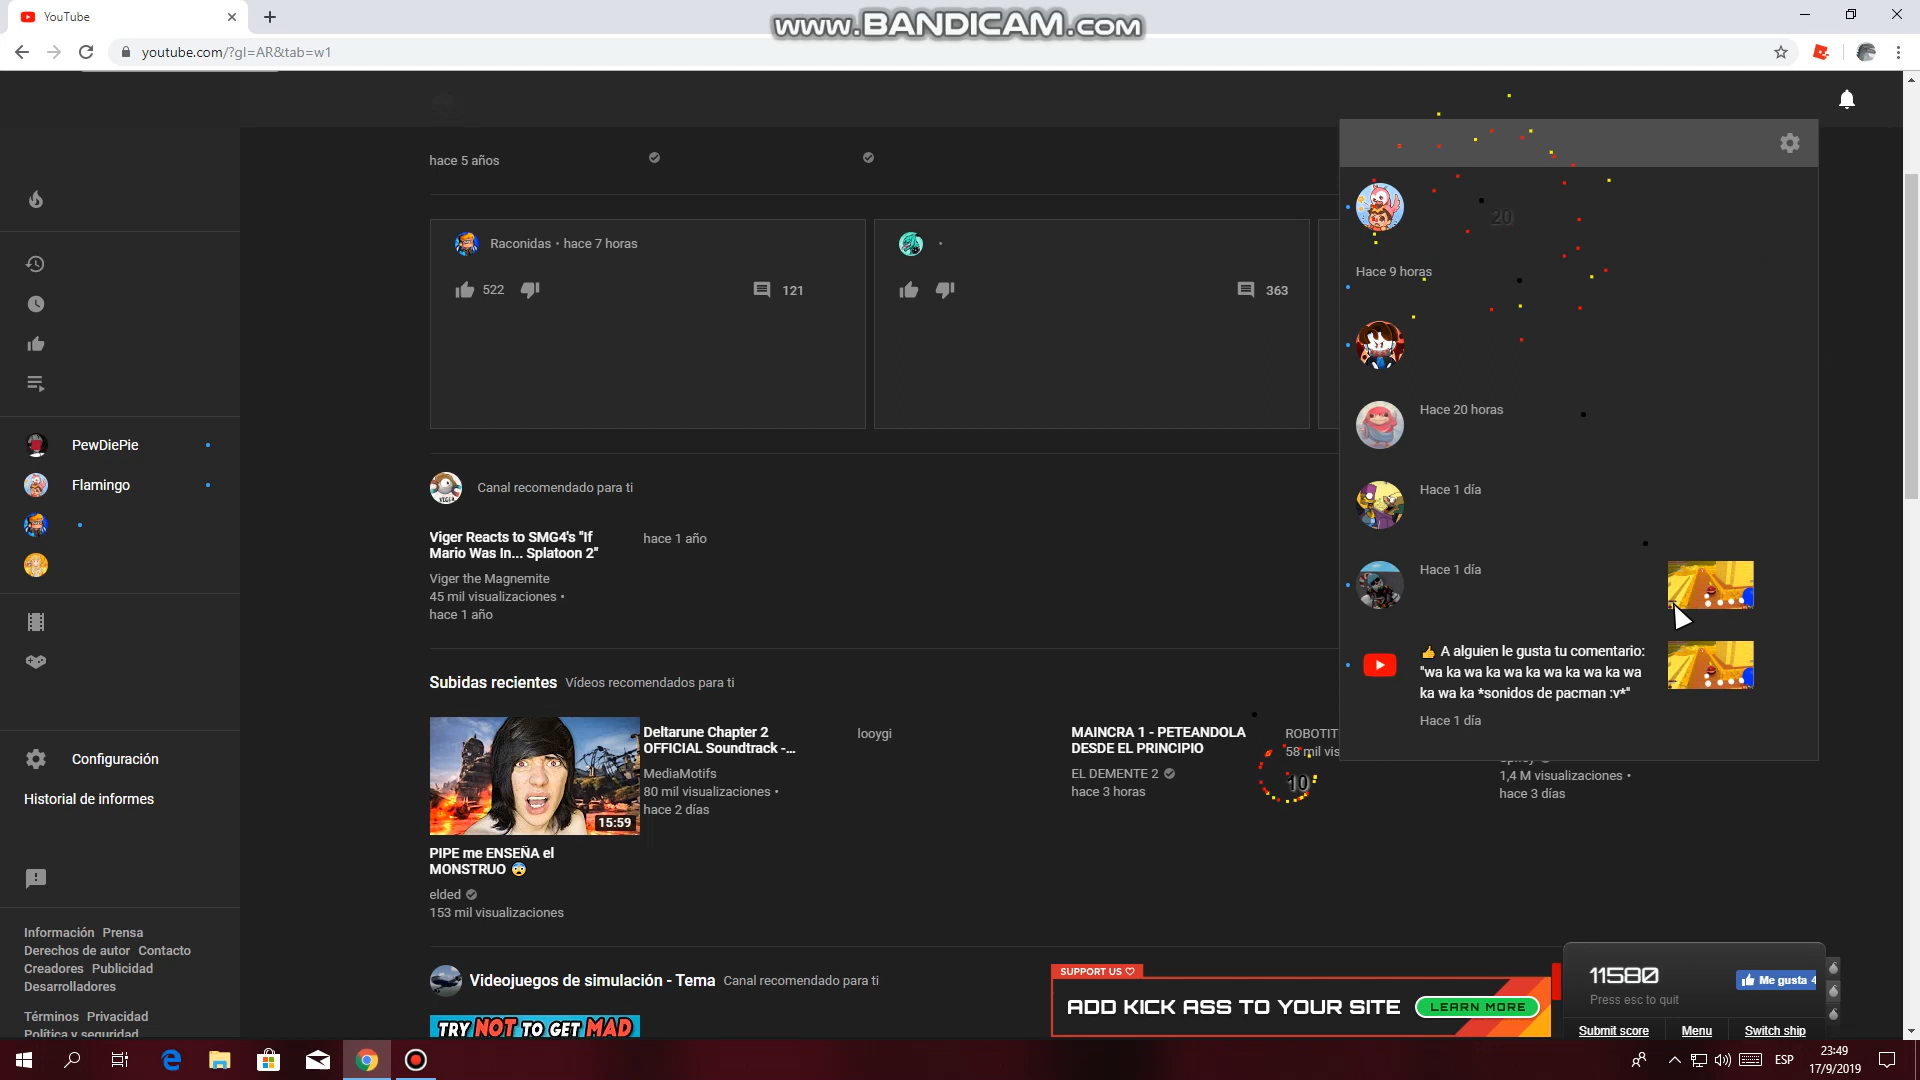 YouTube
www.BANDICAM.com
youtube.com/?gl=AR&tab=w1
hace 5 años
20
Raconidas • hace 7 horas
522
121
363
Hace 9 horas
Hace 20 horas
PewDiePie
Flamingo
Canal recomendado para ti
Hace 1 día
Viger Reacts to SMG4's "If
Mario Was In... Splatoon 2"
hace 1 año
Viger the Magnemite
45 mil visualizaciones •
hace 1 año
Hace 1 día
👍 A alguien le gusta tu comentario:
"wa ka wa ka wa ka wa ka wa ka wa
ka wa ka *sonidos de pacman :v*"
Hace 1 día
Subidas recientes Vídeos recomendados para ti
15:59
PIPE me ENSEÑA el
MONSTRUO 😨
elded
153 mil visualizaciones
Deltarune Chapter 2
OFFICIAL Soundtrack -...
MediaMotifs
80 mil visualizaciones •
hace 2 días
looygi
MAINCRA 1 - PETEANDOLA
DESDE EL PRINCIPIO
EL DEMENTE 2
hace 3 horas
ROBOTIT
58 mil vis
10
1,4 M visualizaciones •
hace 3 días
Configuración
Historial de informes
Información Prensa
Derechos de autor Contacto
Creadores Publicidad
Desarrolladores
Términos Privacidad
Política y seguridad
Videojuegos de simulación - Tema Canal recomendado para ti
TRY NOT TO GET MAD
SUPPORT US
ADD KICK ASS TO YOUR SITE LEARN MORE
11580
Press esc to quit
Me gusta 4
Submit score Menu Switch ship
ESP
23:49
17/9/2019